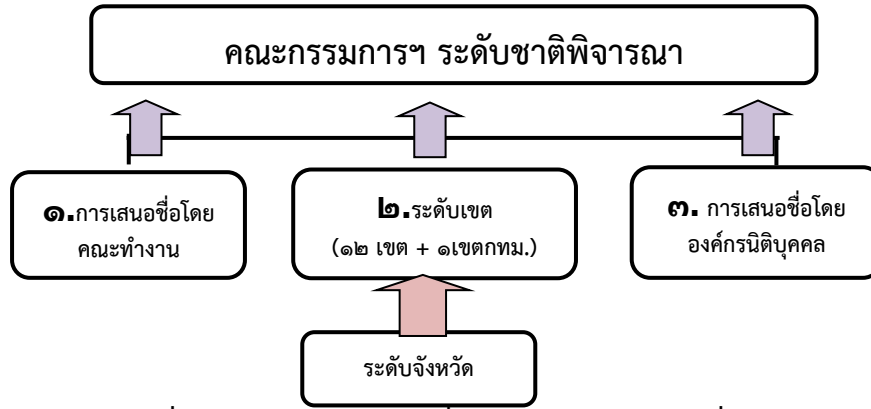 คณะกรรมการฯ ระดับชาติพิจารณา
๑.การเสนอชื่อโดย
คณะทำงาน
๒.ระดับเขต
(๑๒ เขต + ๑เขตกทม.)
๓. การเสนอชื่อโดย
องค์กรนิติบุคคล
ระดับจังหวัด